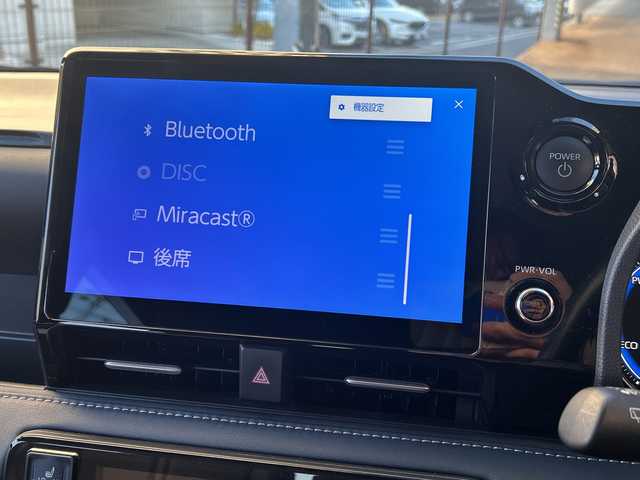 機器設定
Bluetooth
DISC
Miracast®
後席
POWER
PWR·VOL
ECO